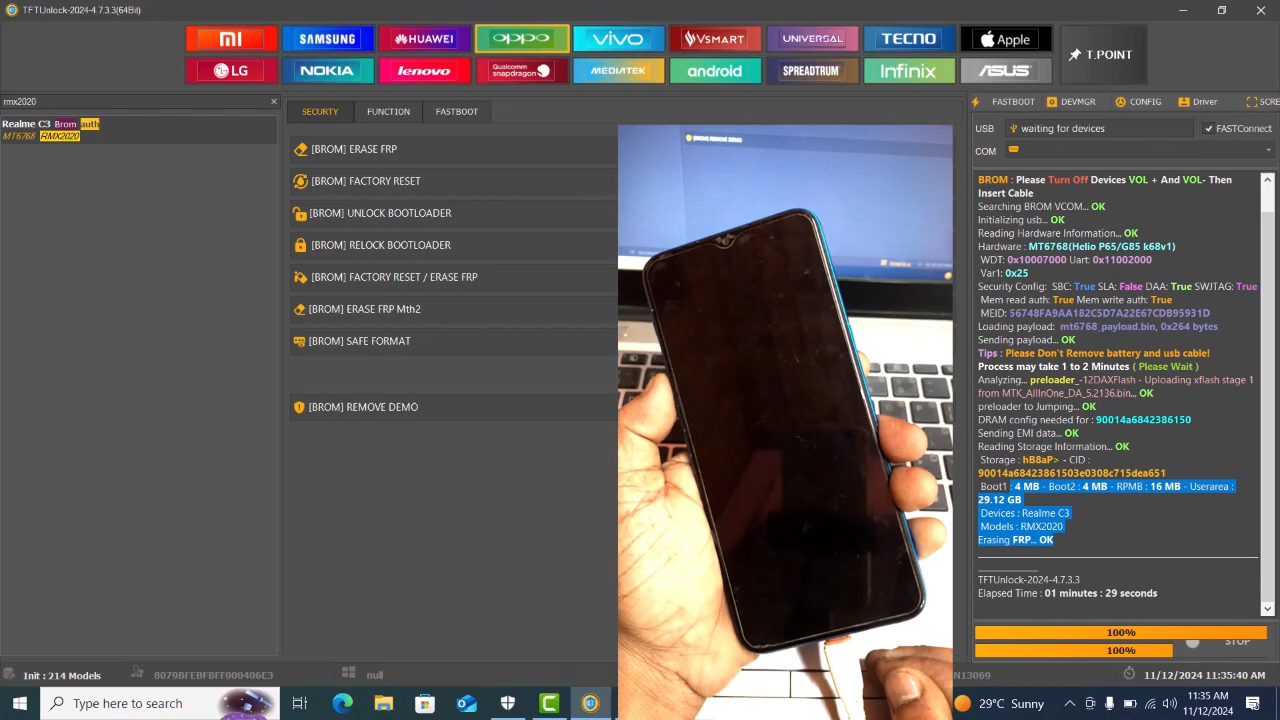 TFTUnlock-2024-4.7.3.3(64Bit)
MI
SAMSUNG
HUAWEI
oppo
vivo
VSMART
UNIVERSAL
TECNO
Apple
T.POINT
LG
NOKIA
lenovo
Qualcomm snapdragon
MEDIATEK
android
SPREADTRUM
Infinix
ASUS
rmx2020
Realme C3 Brom auth
MT6768 RMX2020
SECURTY FUNCTION FASTBOOT
[BROM] ERASE FRP
[BROM] FACTORY RESET
[BROM] UNLOCK BOOTLOADER
[BROM] RELOCK BOOTLOADER
[BROM] FACTORY RESET / ERASE FRP
[BROM] ERASE FRP Mth2
[BROM] SAFE FORMAT
[BROM] REMOVE DEMO
[BROM] REMOVE DEMO
FASTBOOT DEVMGR CONFIG Driver SCRE
USB waiting for devices FASTConnect
COM
BROM : Please Turn Off Devices VOL + And VOL- Then
Insert Cable
Searching BROM VCOM... OK
Initializing usb... OK
Reading Hardware Information... OK
Hardware : MT6768(Helio P65/G85 k68v1)
WDT: 0x10007000 Uart: 0x11002000
Var1: 0x25
Security Config: SBC: True SLA: False DAA: True SWJTAG: True
Mem read auth: True Mem write auth: True
MEID: 56748FA9AA182C5D7A22E67CDB95931D
Loading payload: mt6768_payload.bin, 0x264 bytes
Sending payload... OK
Tips : Please Don't Remove battery and usb cable!
Process may take 1 to 2 Minutes ( Please Wait )
Analyzing... preloader_-12DAXFlash - Uploading xflash stage 1
from MTK_AllInOne_DA_5.2136.bin... OK
preloader to Jumping... OK
DRAM config needed for : 90014a6842386150
Sending EMI data... OK
Reading Storage Information... OK
Storage : hB8aP> - CID :
90014a68423861503e0308c715dea651
Boot1 : 4 MB - Boot2 : 4 MB - RPMB : 16 MB - Userarea :
29.12 GB
Devices : Realme C3
Models : RMX2020
Erasing FRP... OK
TFTUnlock-2024-4.7.3.3
Elapsed Time : 01 minutes : 29 seconds
100%
100%
STOP
Init : 214 Models 8079BFEBFBFF000406E3 null N13069 11/12/2024 11:35:40 AM
Type here to search
29°C Sunny
11:35 AM
11/12/2024